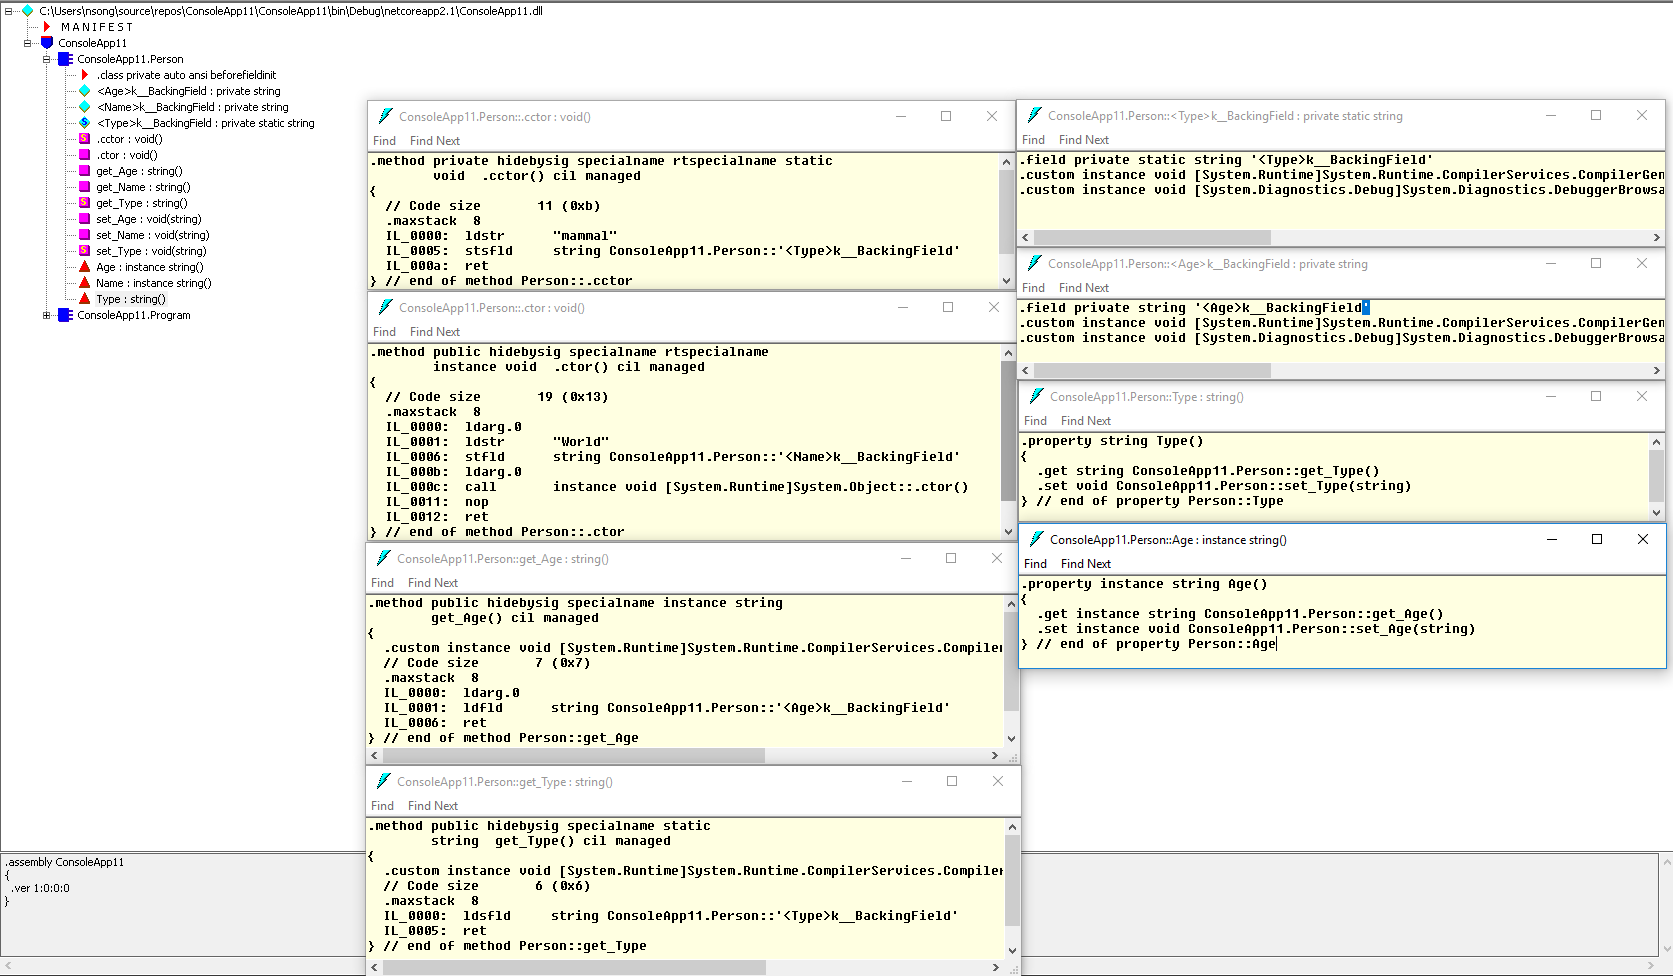 C:\Users\nsong\source\repos\ConsoleApp11\ConsoleApp11\bin\Debug\netcoreapp2.1\ConsoleApp11.dll
M A N I F E S T
ConsoleApp11
ConsoleApp11.Person
.class private auto ansi beforefieldinit
<Age>k__BackingField : private string
<Name>k__BackingField : private string
<Type>k__BackingField : private static string
.cctor : void()
.ctor : void()
get_Age : string()
get_Name : string()
get_Type : string()
set_Age : void(string)
set_Name : void(string)
set_Type : void(string)
Age : instance string()
Name : instance string()
Type : string()
ConsoleApp11.Program
ConsoleApp11.Person::.cctor : void()
Find Find Next
.method private hidebysig specialname rtspecialname static
void .cctor() cil managed
{
// Code size 11 (0xb)
.maxstack 8
IL_0000: ldstr "mammal"
IL_0005: stsfld string ConsoleApp11.Person::'<Type>k__BackingField'
IL_000a: ret
} // end of method Person::.cctor
ConsoleApp11.Person::.ctor : void()
Find Find Next
.method public hidebysig specialname rtspecialname
instance void .ctor() cil managed
{
// Code size 19 (0x13)
.maxstack 8
IL_0000: ldarg.0
IL_0001: ldstr "World"
IL_0006: stfld string ConsoleApp11.Person::'<Name>k__BackingField'
IL_000b: ldarg.0
IL_000c: call instance void [System.Runtime]System.Object::.ctor()
IL_0011: nop
IL_0012: ret
} // end of method Person::.ctor
ConsoleApp11.Person::get_Age : string()
Find Find Next
.method public hidebysig specialname instance string
get_Age() cil managed
{
.custom instance void [System.Runtime]System.Runtime.CompilerServices.Compiler
// Code size 7 (0x7)
.maxstack 8
IL_0000: ldarg.0
IL_0001: ldfld string ConsoleApp11.Person::'<Age>k__BackingField'
IL_0006: ret
} // end of method Person::get_Age
ConsoleApp11.Person::get_Type : string()
Find Find Next
.method public hidebysig specialname static
string get_Type() cil managed
{
.custom instance void [System.Runtime]System.Runtime.CompilerServices.Compiler
// Code size 6 (0x6)
.maxstack 8
IL_0000: ldsfld string ConsoleApp11.Person::'<Type>k__BackingField'
IL_0005: ret
} // end of method Person::get_Type
ConsoleApp11.Person::<Type>k__BackingField : private static string
Find Find Next
.field private static string '<Type>k__BackingField'
.custom instance void [System.Runtime]System.Runtime.CompilerServices.CompilerGen
.custom instance void [System.Diagnostics.Debug]System.Diagnostics.DebuggerBrowsa
ConsoleApp11.Person::<Age>k__BackingField : private string
Find Find Next
.field private string '<Age>k__BackingField'
.custom instance void [System.Runtime]System.Runtime.CompilerServices.CompilerGen
.custom instance void [System.Diagnostics.Debug]System.Diagnostics.DebuggerBrowsa
ConsoleApp11.Person::Type : string()
Find Find Next
.property string Type()
{
.get string ConsoleApp11.Person::get_Type()
.set void ConsoleApp11.Person::set_Type(string)
} // end of property Person::Type
ConsoleApp11.Person::Age : instance string()
Find Find Next
.property instance string Age()
{
.get instance string ConsoleApp11.Person::get_Age()
.set instance void ConsoleApp11.Person::set_Age(string)
} // end of property Person::Age
.assembly ConsoleApp11
{
.ver 1:0:0:0
}